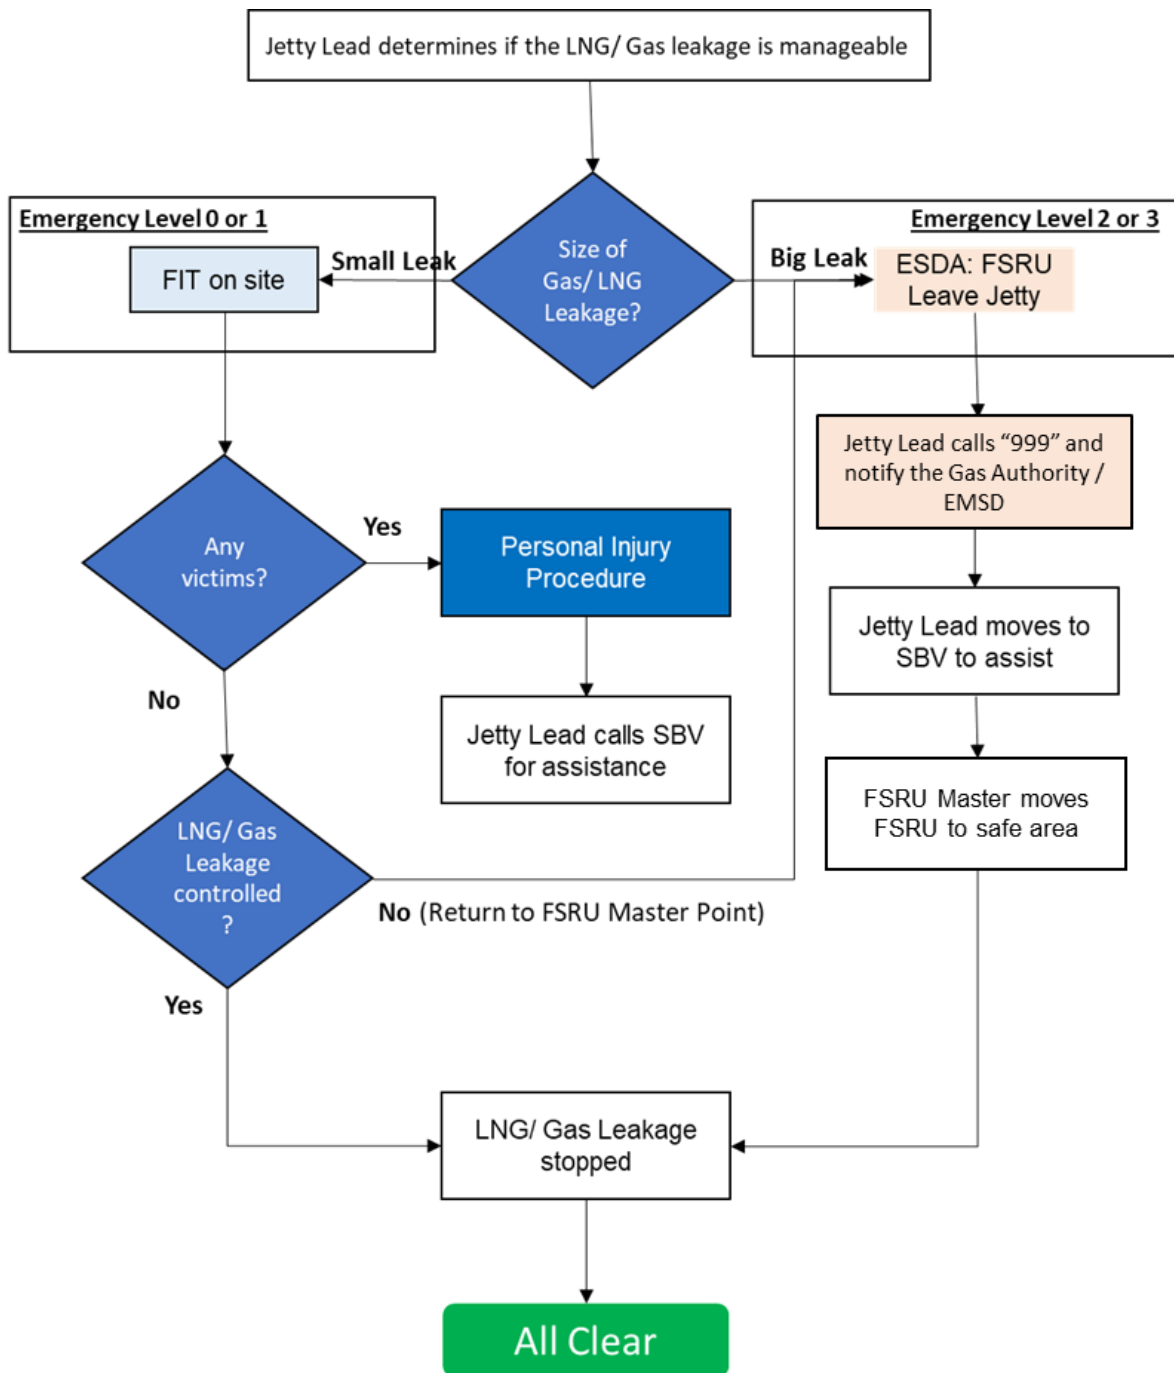 Jetty Lead determines if the LNG/ Gas leakage is manageable
Emergency Level 0 or 1
FIT on site
Small Leak
Size of
Gas/ LNG
Leakage?
Big Leak
Emergency Level 2 or 3
ESDA: FSRU
Leave Jetty
Jetty Lead calls “999” and
notify the Gas Authority /
EMSD
Any
victims?
Yes
Personal Injury
Procedure
Jetty Lead moves to
SBV to assist
No
Jetty Lead calls SBV
for assistance
FSRU Master moves
FSRU to safe area
LNG/ Gas
Leakage
controlled
?
No (Return to FSRU Master Point)
Yes
LNG/ Gas Leakage
stopped
All Clear